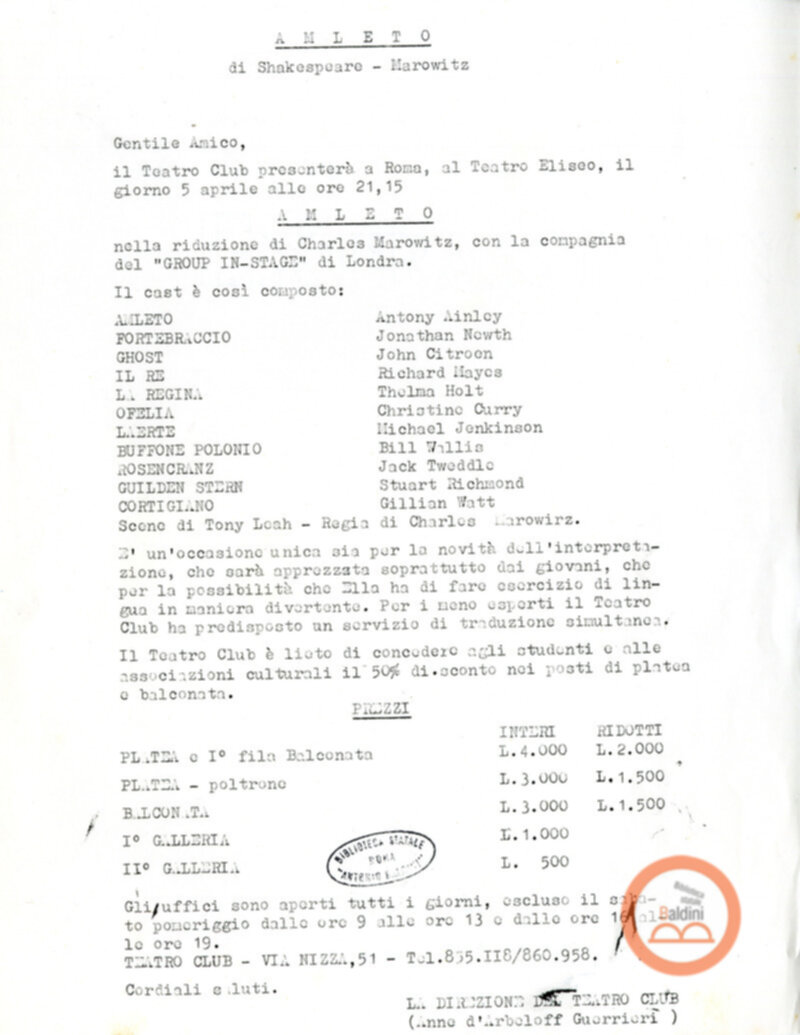 A M L E T O
di Shakespeare - Marowitz
Gentile Amico,
il Teatro Club presenterà a Roma, al Teatro Eliseo, il
giorno 5 aprile alle ore 21,15
A M L E T O
nella riduzione di Charles Marowitz, con la compagnia
del "GROUP IN-STAGE" di Londra.
Il cast è così composto:
AMLETO Antony Ainley
FORTEBRACCIO Jonathan Newth
GHOST John Citroen
IL RE Richard Mayes
LA REGINA Thelma Holt
OFELIA Christine Curry
LAERTE Michael Jenkinson
BUFFONE POLONIO Bill Wallis
ROSENCRANZ Jack Tweddle
GUILDEN STERN Stuart Richmond
CORTIGIANO Gillian Watt
Scene di Tony Leah - Regia di Charles Marowirz.
E' un'occasione unica sia per la novità dell'interpreta-
zione, che sarà apprezzata soprattutto dai giovani, che
per la possibilità che Ella ha di fare esercizio di lin-
gua in maniera divertente. Per i meno esperti il Teatro
Club ha predisposto un servizio di traduzione simultanea.
Il Teatro Club è lieto di concedere agli studenti e alle
associazioni culturali il 50% di sconto nei posti di platea
e balconata.
PREZZI
INTERI RIDOTTI
PLATEA e I° fila Balconata L.4.000 L.2.000
PLATEA - poltrone L.3.000 L.1.500
BALCONATA L.3.000 L.1.500
I° GALLERIA L.1.000
II° GALLERIA L. 500
BIBLIOTECA STATALE
ROMA
"ANTONIO
Gli uffici sono aperti tutti i giorni, escluso il saba-
to pomeriggio dalle ore 9 alle ore 13 e dalle ore 16 al-
le ore 19.
TEATRO CLUB - VIA NIZZA,51 - Tel.855.118/860.958.
Cordiali saluti.
LA DIREZIONE DEL TEATRO CLUB
(Anne d'Arbeloff Guerrieri )
Biblioteca
statale
Baldini